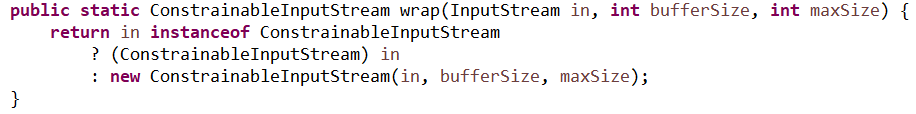 public static ConstrainableInputStream wrap(InputStream in, int bufferSize, int maxSize) {
    return in instanceof ConstrainableInputStream
        ? (ConstrainableInputStream) in
        : new ConstrainableInputStream(in, bufferSize, maxSize);
}